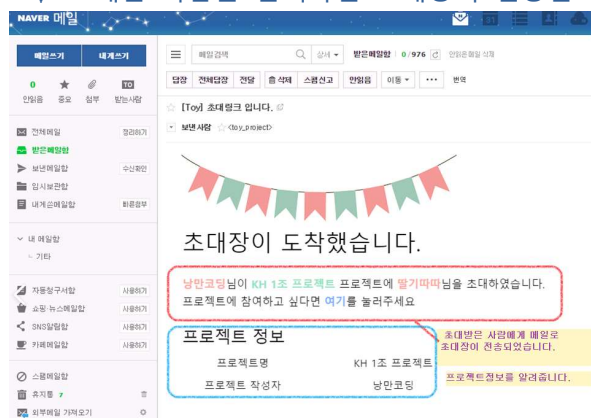 NAVER 메일
메일쓰기 내게쓰기
메일검색 상세 받은메일함 0/976 안읽은메일 삭제
답장 전체답장 전달 삭제 스팸신고 안읽음 이동 ... 번역
0 TO
안읽음 중요 첨부 받는사람
[Toy] 초대링크 입니다.
보낸 사람 <toy_project>
전체메일 정리하기
받은메일함
보낸메일함 수신확인
임시보관함
내게쓴메일함
내 메일함
기타
자동청구서함 사용하기
쇼핑·뉴스메일함 사용하기
SNS알림함 사용하기
카페메일함 사용하기
스팸메일함
휴지통 7
외부메일 가져오기
초대장이 도착했습니다.
낭만코딩님이 KH 1조 프로젝트 프로젝트에 딸기따따님을 초대하였습니다.
프로젝트에 참여하고 싶다면 여기를 눌러주세요
프로젝트 정보
프로젝트명 KH 1조 프로젝트
프로젝트 작성자 낭만코딩
초대받은 사람에게 메일로
초대장이 전송되었습니다.
프로젝트정보를 알려줍니다.